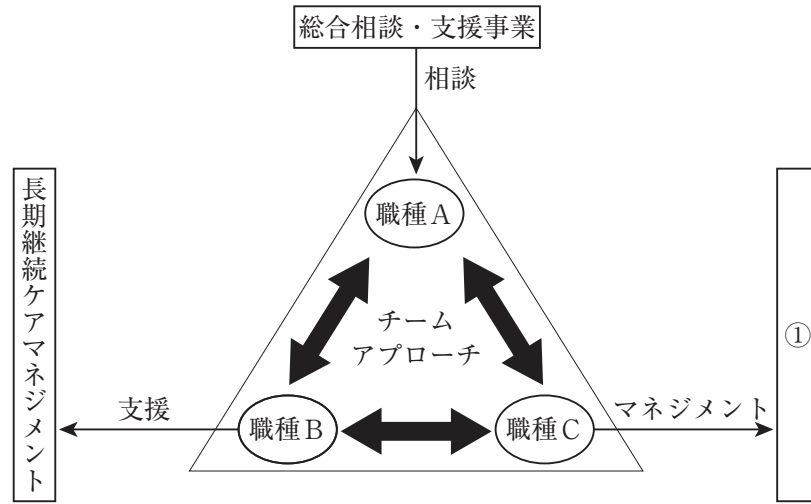 総合相談・支援事業
相談
職種A
チーム
アプローチ
長期継続ケアマネジメント
支援
職種B
職種C
マネジメント
①